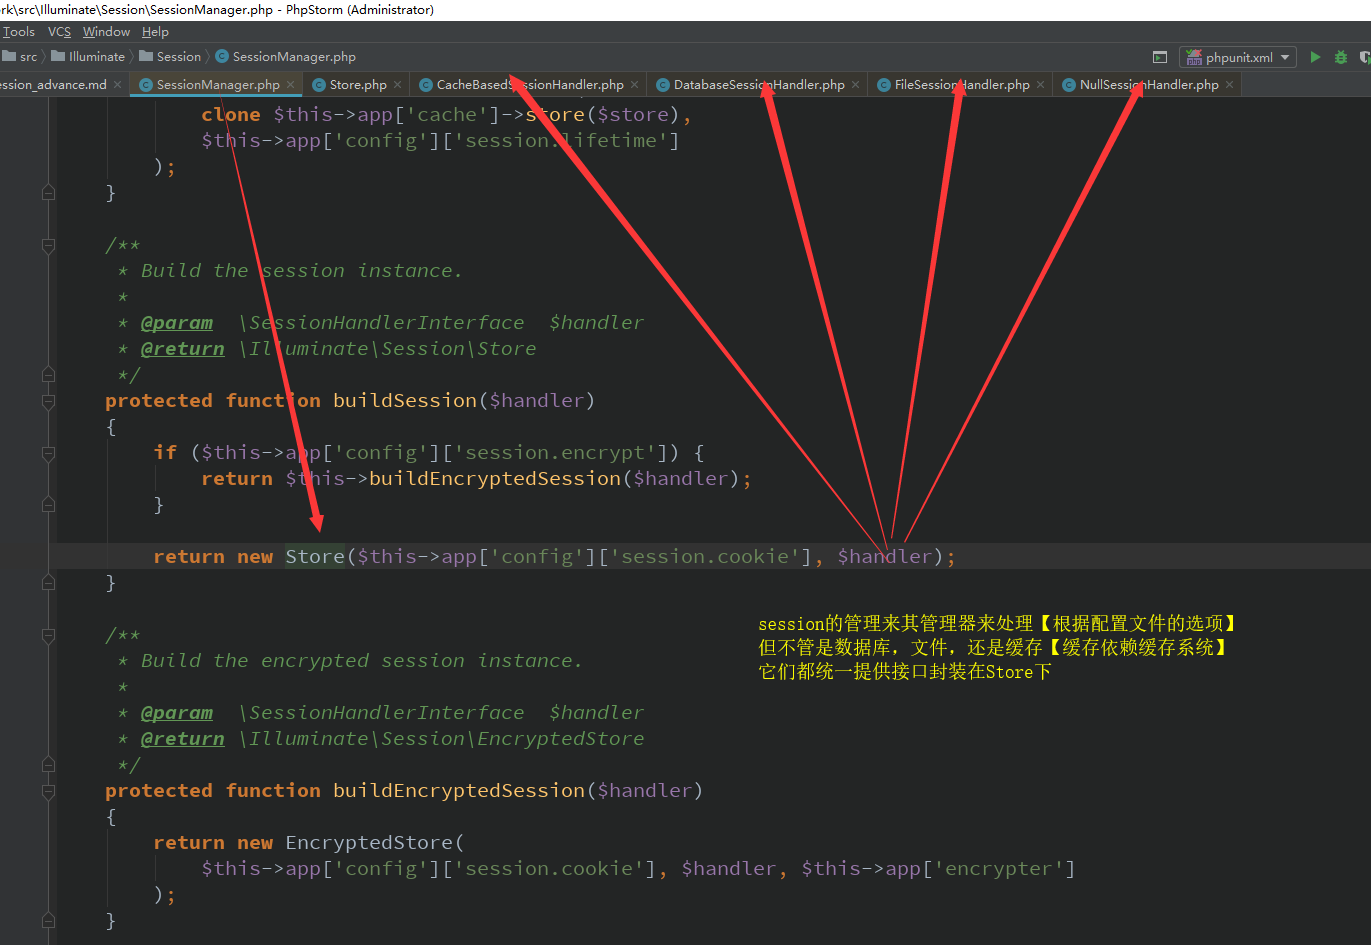 rk\src\Illuminate\Session\SessionManager.php - PhpStorm (Administrator)
Tools VCS Window Help
src Illuminate Session SessionManager.php phpunit.xml
ession_advance.md SessionManager.php Store.php CacheBasedSessionHandler.php DatabaseSessionHandler.php FileSessionHandler.php NullSessionHandler.php
clone $this->app['cache']->store($store),
$this->app['config']['session.lifetime']
);
}
/**
* Build the session instance.
*
* @param \SessionHandlerInterface $handler
* @return \Illuminate\Session\Store
*/
protected function buildSession($handler)
{
if ($this->app['config']['session.encrypt']) {
return $this->buildEncryptedSession($handler);
}
return new Store($this->app['config']['session.cookie'], $handler);
}
session的管理来其管理器来处理【根据配置文件的选项】
但不管是数据库，文件，还是缓存【缓存依赖缓存系统】
它们都统一提供接口封装在Store下
/**
* Build the encrypted session instance.
*
* @param \SessionHandlerInterface $handler
* @return \Illuminate\Session\EncryptedStore
*/
protected function buildEncryptedSession($handler)
{
return new EncryptedStore(
$this->app['config']['session.cookie'], $handler, $this->app['encrypter']
);
}